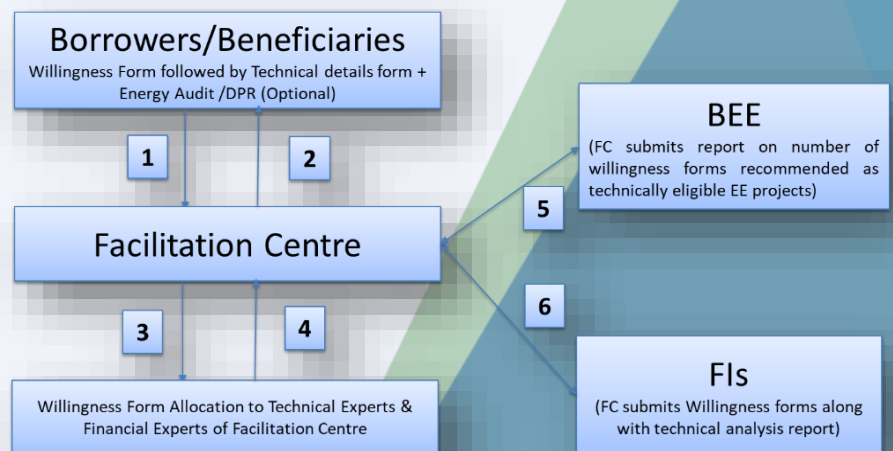 Borrowers/Beneficiaries
Willingness Form followed by Technical details form +
Energy Audit /DPR (Optional)
1
2
Facilitation Centre
3
4
Willingness Form Allocation to Technical Experts &
Financial Experts of Facilitation Centre
BEE
(FC submits report on number of
willingness forms recommended as
technically eligible EE projects)
5
6
FIs
(FC submits Willingness forms along
with technical analysis report)